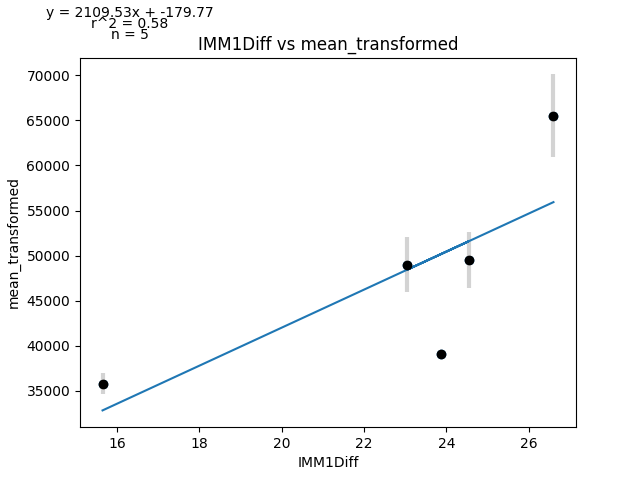 y = 2109.53x + -179.77
r^2 = 0.58
n = 5
IMM1Diff vs mean_transformed
70000
65000
60000
55000
50000
45000
40000
35000
mean_transformed
16 18 20 22 24 26
IMM1Diff